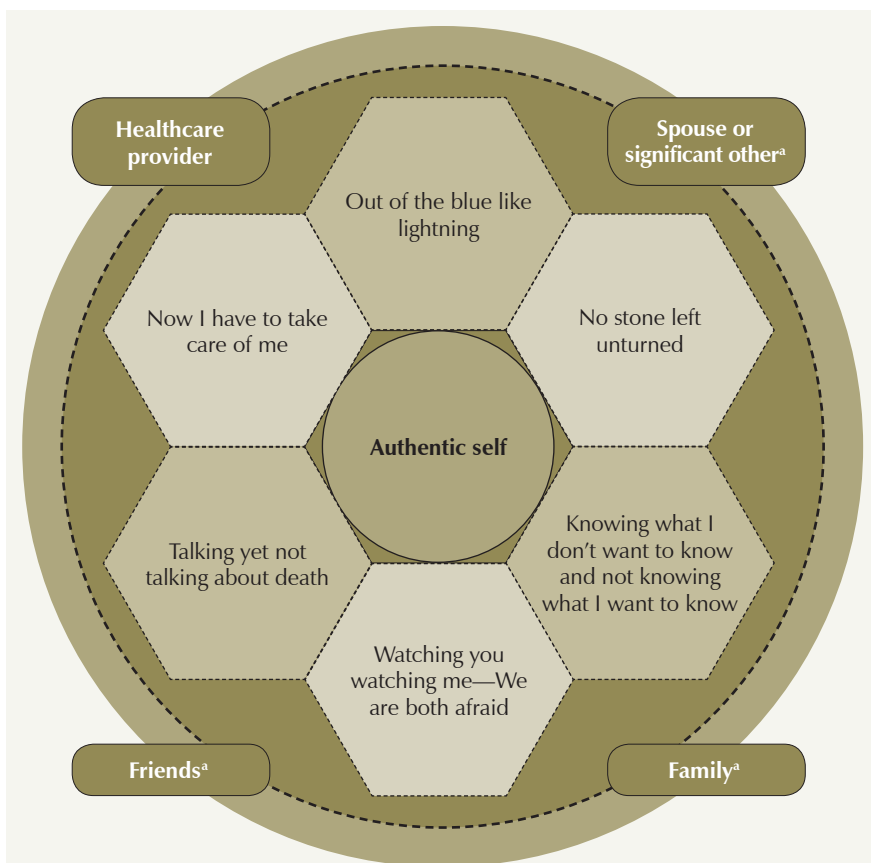 Healthcare
provider
Spouse or
significant otherᵃ
Out of the blue like
lightning
Now I have to take
care of me
No stone left
unturned
Authentic self
Talking yet not
talking about death
Knowing what I
don’t want to know
and not knowing
what I want to know
Watching you
watching me—We
are both afraid
Friendsᵃ
Familyᵃ